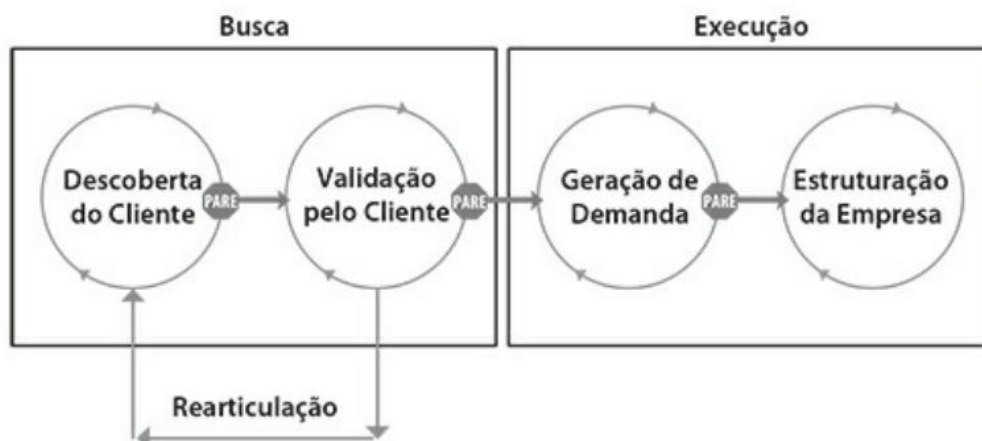 Busca
Execução
Descoberta
do Cliente
PARE
Validação
pelo Cliente
PARE
Geração de
Demanda
PARE
Estruturação
da Empresa
Rearticulação